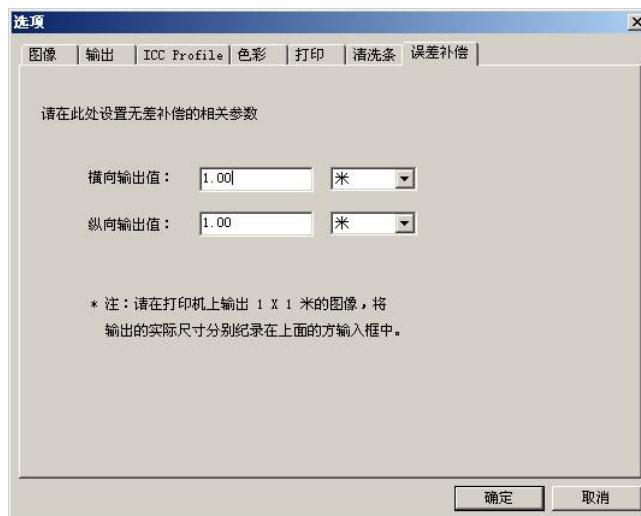 选项
图像 输出 ICC Profile 色彩 打印 清洗条 误差补偿
请在此处设置无差补偿的相关参数
横向输出值： 1.00 米
纵向输出值： 1.00 米
* 注：请在打印机上输出 1 X 1 米的图像，将
输出的实际尺寸分别纪录在上面的方输入框中。
确定 取消